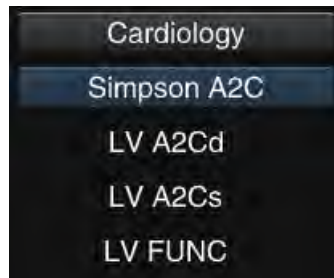 Cardiology
Simpson A2C
LV A2Cd
LV A2Cs
LV FUNC